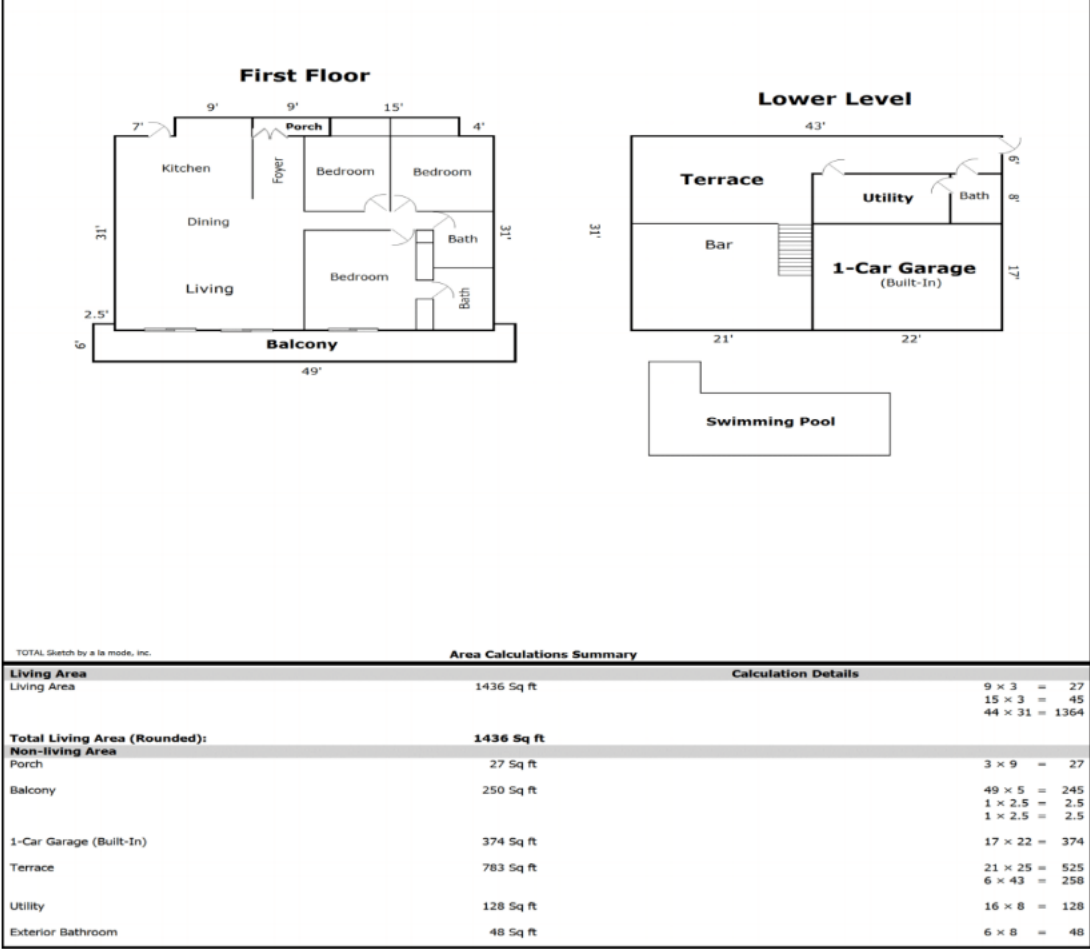 First Floor
9' 9' 15'
7' Porch 4'
Kitchen Foyer Bedroom Bedroom
Dining
31' Bath 31'
Bedroom
Living Bath
2.5'
6' Balcony
49'
Lower Level
43'
6'
Terrace
Utility Bath 8'
31' Bar
1-Car Garage 17'
(Built-In)
21' 22'
Swimming Pool
TOTAL Sketch by a la mode, inc. Area Calculations Summary
Living Area Calculation Details
Living Area 1436 Sq ft 9 × 3 = 27
15 × 3 = 45
44 × 31 = 1364
Total Living Area (Rounded): 1436 Sq ft
Non-living Area
Porch 27 Sq ft 3 × 9 = 27
Balcony 250 Sq ft 49 × 5 = 245
1 × 2.5 = 2.5
1 × 2.5 = 2.5
1-Car Garage (Built-In) 374 Sq ft 17 × 22 = 374
Terrace 783 Sq ft 21 × 25 = 525
6 × 43 = 258
Utility 128 Sq ft 16 × 8 = 128
Exterior Bathroom 48 Sq ft 6 × 8 = 48